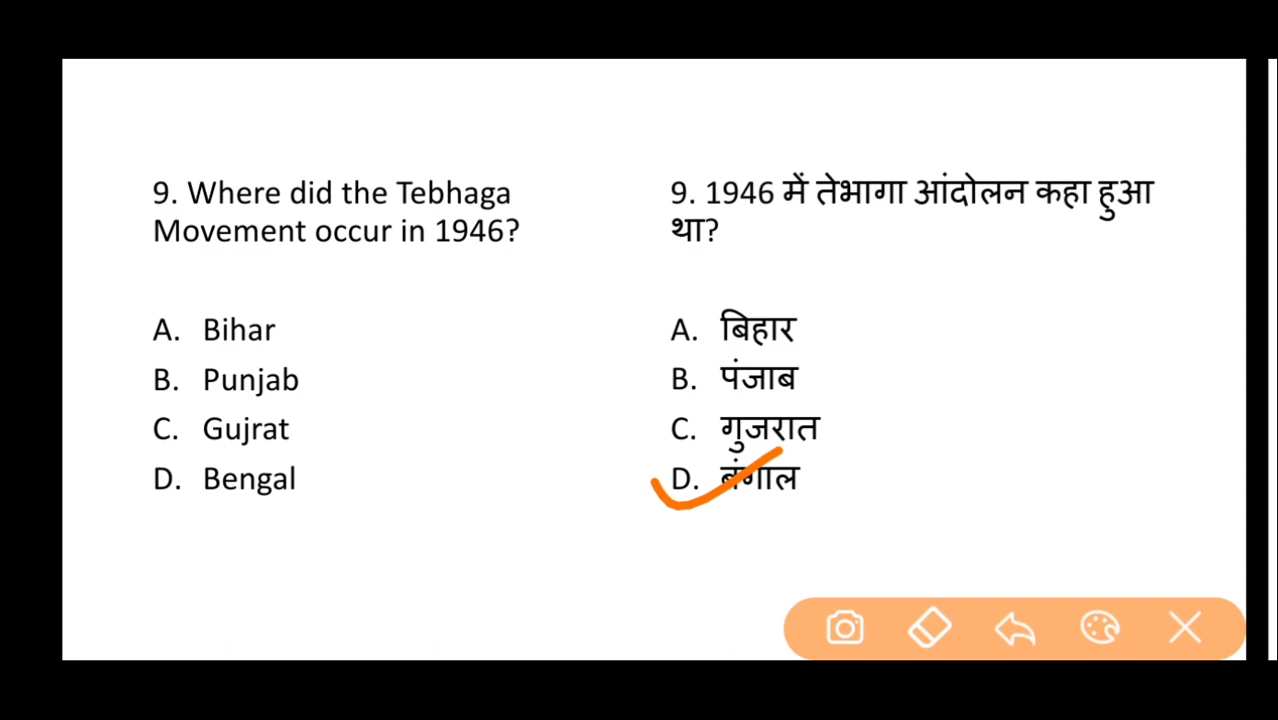 9. Where did the Tebhaga
Movement occur in 1946?
A. Bihar
B. Punjab
C. Gujrat
D. Bengal
9. 1946 में तेभागा आंदोलन कहा हुआ
था?
A. बिहार
B. पंजाब
C. गुजरात
D. बंगाल